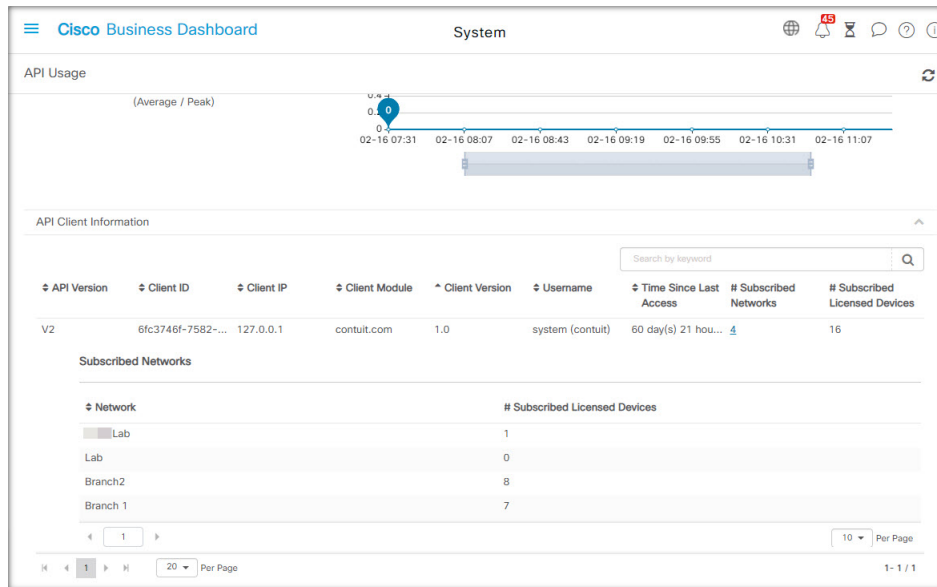 Cisco Business Dashboard
System
45
API Usage
(Average / Peak)
0
0
02-16 07:31 02-16 08:07 02-16 08:43 02-16 09:19 02-16 09:55 02-16 10:31 02-16 11:07
API Client Information
Search by keyword
API Version Client ID Client IP Client Module Client Version Username Time Since Last Access # Subscribed Networks # Subscribed Licensed Devices
V2 6fc3746f-7582-... 127.0.0.1 contuit.com 1.0 system (contuit) 60 day(s) 21 hou... 4 16
Subscribed Networks
Network # Subscribed Licensed Devices
Lab 1
Lab 0
Branch2 8
Branch 1 7
1 10 Per Page
1 20 Per Page 1- 1 / 1